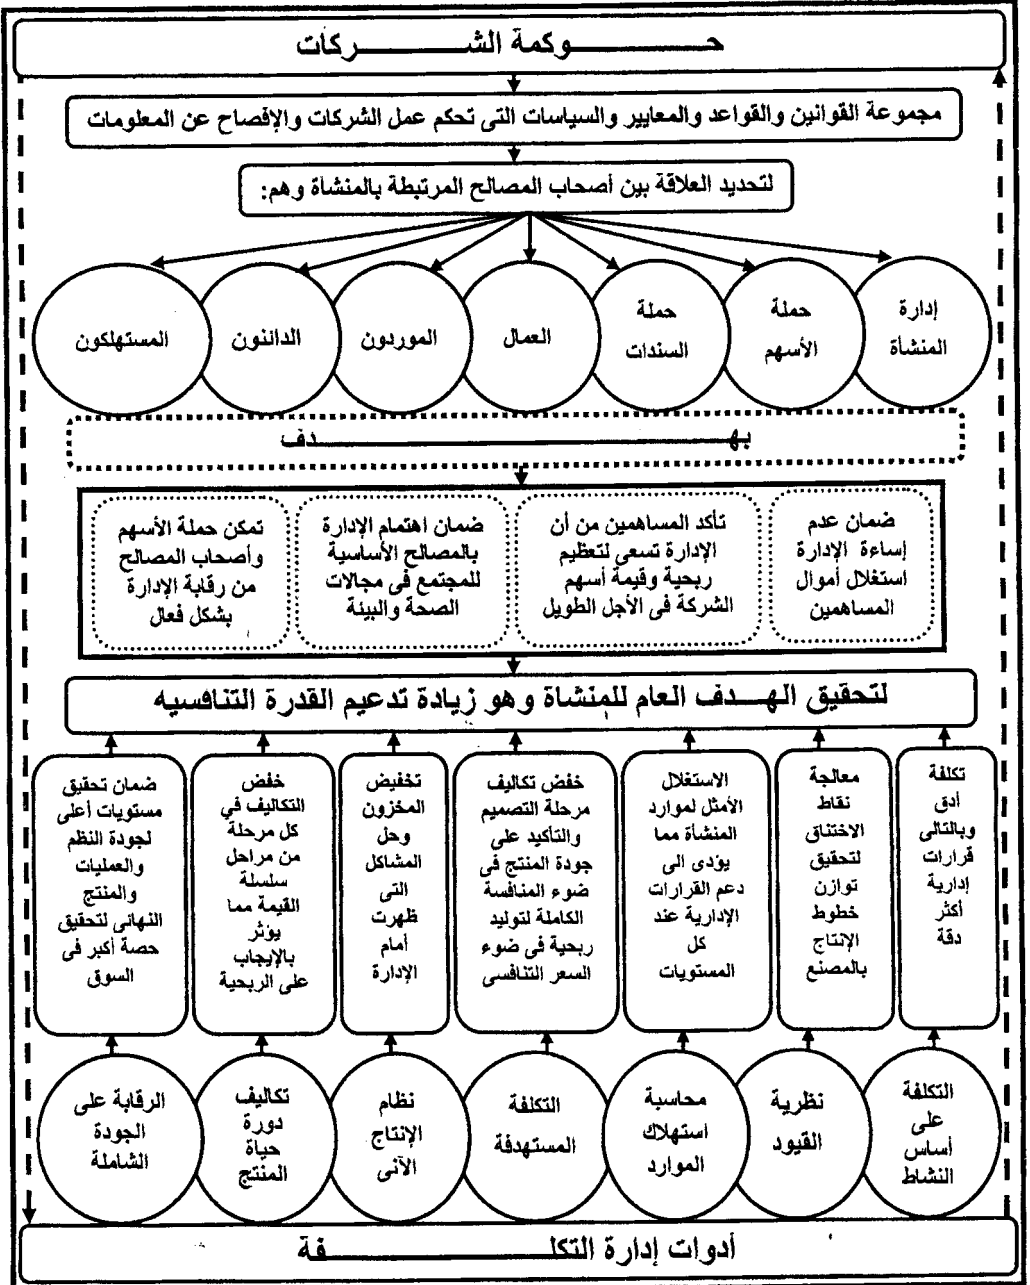 حوكمة الشركات
مجموعة القوانين والقواعد والمعايير والسياسات التى تحكم عمل الشركات والإفصاح عن المعلومات
لتحديد العلاقة بين أصحاب المصالح المرتبطة بالمنشأة وهم:
إدارة
المنشأة
حملة
الأسهم
حملة
السندات
العمال
الموردون
الدائنون
المستهلكون
بهدف
ضمان عدم
إساءة الإدارة
استغلال أموال
المساهمين
تأكد المساهمين من أن
الإدارة تسعى لتعظيم
ربحية وقيمة أسهم
الشركة فى الأجل الطويل
ضمان اهتمام الإدارة
بالمصالح الأساسية
للمجتمع فى مجالات
الصحة والبيئة
تمكن حملة الأسهم
وأصحاب المصالح
من رقابة الإدارة
بشكل فعال
لتحقيق الهدف العام للمنشاة وهو زيادة تدعيم القدرة التنافسيه
تكلفة
أدق
وبالتالى
قرارات
إدارية
أكثر
دقة
معالجة
نقاط
الاختناق
لتحقيق
توازن
خطوط
الإنتاج
بالمصنع
الاستغلال
الأمثل لموارد
المنشأة مما
يؤدى الى
دعم القرارات
الإدارية عند
كل
المستويات
خفض تكاليف
مرحلة التصميم
والتأكيد على
جودة المنتج فى
ضوء المنافسة
الكاملة لتوليد
ربحية فى ضوء
السعر التنافسى
تخفيض
المخزون
وحل
المشاكل
التى
ظهرت
أمام
الإدارة
خفض
التكاليف في
كل مرحلة
من مراحل
سلسلة
القيمة مما
يؤثر
بالإيجاب
على الربحية
ضمان تحقيق
مستويات أعلى
لجودة النظم
والعمليات
والمنتج
النهائى لتحقيق
حصة أكبر فى
السوق
التكلفة
على
أساس
النشاط
نظرية
القيود
محاسبة
استهلاك
الموارد
التكلفة
المستهدفة
نظام
الإنتاج
الآنى
تكاليف
دورة
حياة
المنتج
الرقابة على
الجودة
الشاملة
أدوات إدارة التكلفة